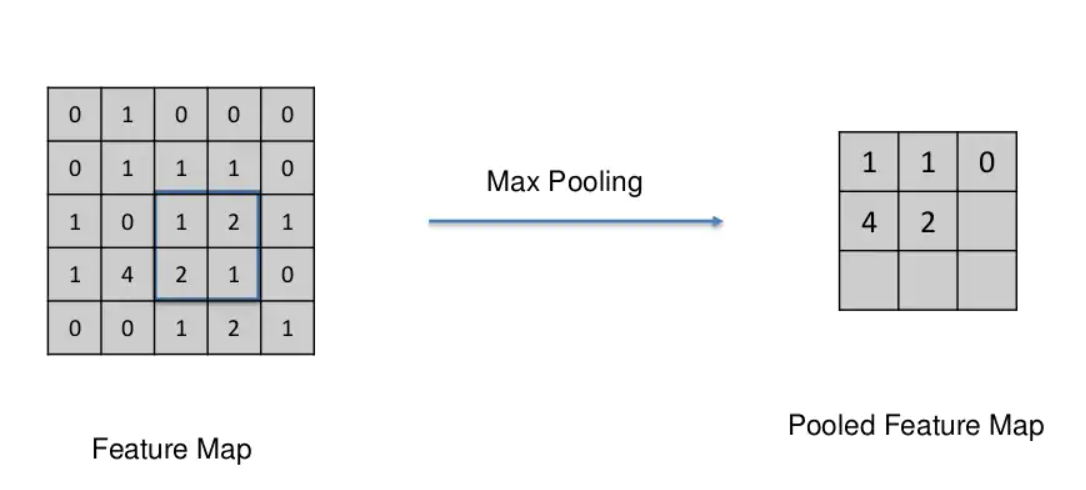 0 1 0 0 0
0 1 1 1 0
1 0 1 2 1
1 4 2 1 0
0 0 1 2 1
Feature Map
Max Pooling
1 1 0
4 2
Pooled Feature Map